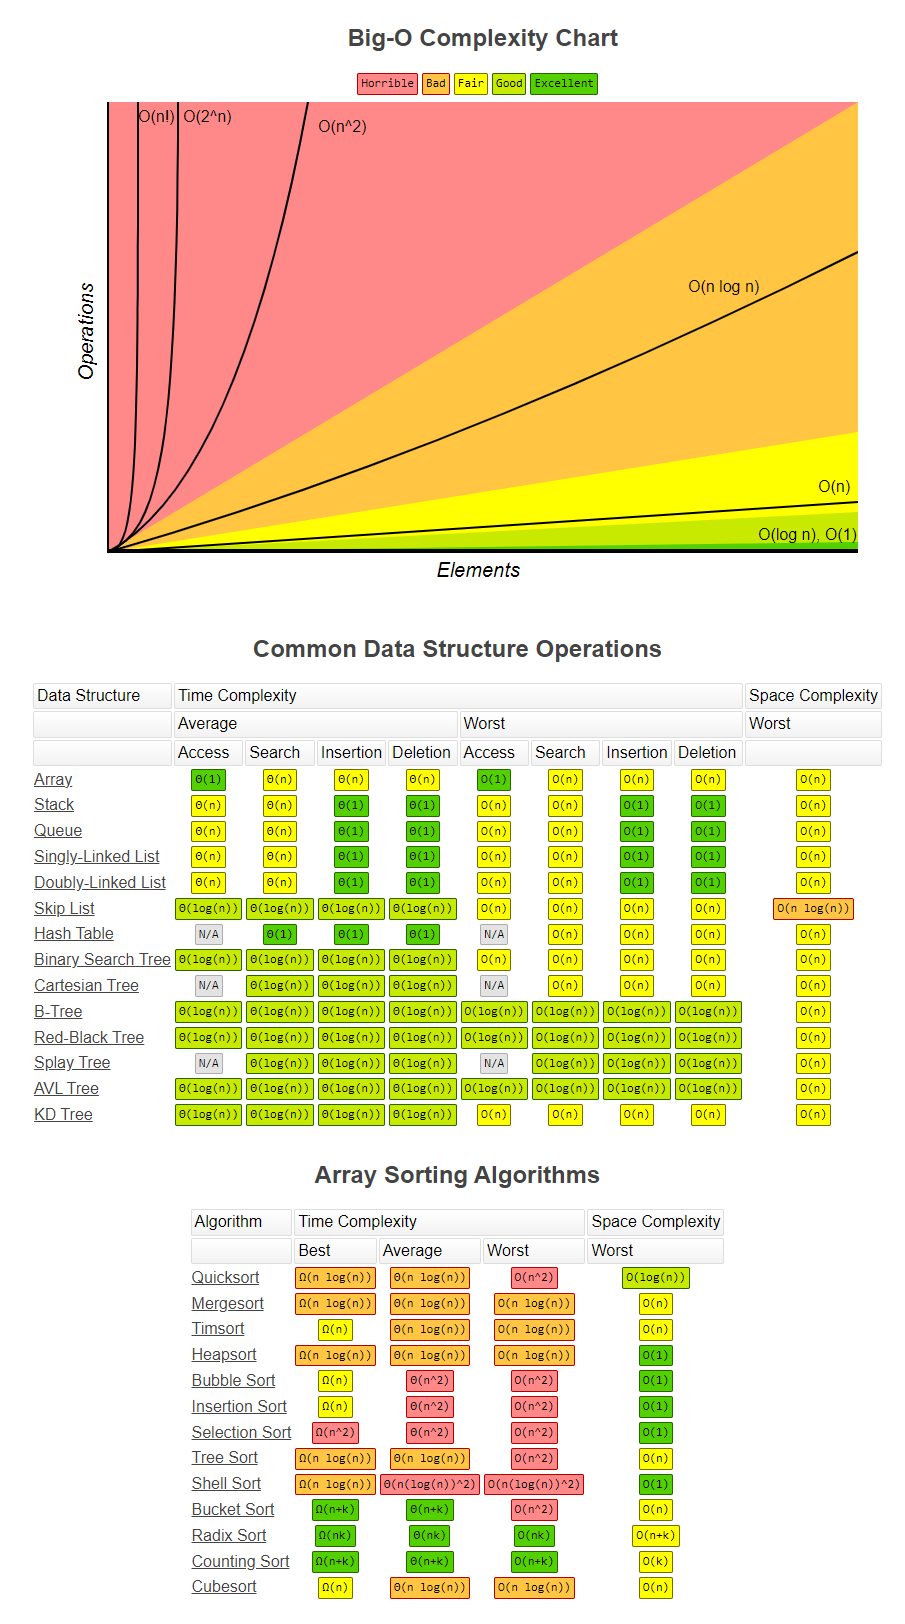 Big-O Complexity Chart
Horrible Bad Fair Good Excellent
O(n!) O(2^n)
O(n^2)
O(n log n)
Operations
O(n)
O(log n), O(1)
Elements
Common Data Structure Operations
Data Structure Time Complexity Space Complexity
Average Worst Worst
Access Search Insertion Deletion Access Search Insertion Deletion
Array Θ(1) Θ(n) Θ(n) Θ(n) O(1) O(n) O(n) O(n) O(n)
Stack Θ(n) Θ(n) Θ(1) Θ(1) O(n) O(n) O(1) O(1) O(n)
Queue Θ(n) Θ(n) Θ(1) Θ(1) O(n) O(n) O(1) O(1) O(n)
Singly-Linked List Θ(n) Θ(n) Θ(1) Θ(1) O(n) O(n) O(1) O(1) O(n)
Doubly-Linked List Θ(n) Θ(n) Θ(1) Θ(1) O(n) O(n) O(1) O(1) O(n)
Skip List Θ(log(n)) Θ(log(n)) Θ(log(n)) Θ(log(n)) O(n) O(n) O(n) O(n) O(n log(n))
Hash Table N/A Θ(1) Θ(1) Θ(1) N/A O(n) O(n) O(n) O(n)
Binary Search Tree Θ(log(n)) Θ(log(n)) Θ(log(n)) Θ(log(n)) O(n) O(n) O(n) O(n) O(n)
Cartesian Tree N/A Θ(log(n)) Θ(log(n)) Θ(log(n)) N/A O(n) O(n) O(n) O(n)
B-Tree Θ(log(n)) Θ(log(n)) Θ(log(n)) Θ(log(n)) O(log(n)) O(log(n)) O(log(n)) O(log(n)) O(n)
Red-Black Tree Θ(log(n)) Θ(log(n)) Θ(log(n)) Θ(log(n)) O(log(n)) O(log(n)) O(log(n)) O(log(n)) O(n)
Splay Tree N/A Θ(log(n)) Θ(log(n)) Θ(log(n)) N/A O(log(n)) O(log(n)) O(log(n)) O(n)
AVL Tree Θ(log(n)) Θ(log(n)) Θ(log(n)) Θ(log(n)) O(log(n)) O(log(n)) O(log(n)) O(log(n)) O(n)
KD Tree Θ(log(n)) Θ(log(n)) Θ(log(n)) Θ(log(n)) O(n) O(n) O(n) O(n) O(n)
Array Sorting Algorithms
Algorithm Time Complexity Space Complexity
Best Average Worst Worst
Quicksort Ω(n log(n)) Θ(n log(n)) O(n^2) O(log(n))
Mergesort Ω(n log(n)) Θ(n log(n)) O(n log(n)) O(n)
Timsort Ω(n) Θ(n log(n)) O(n log(n)) O(n)
Heapsort Ω(n log(n)) Θ(n log(n)) O(n log(n)) O(1)
Bubble Sort Ω(n) Θ(n^2) O(n^2) O(1)
Insertion Sort Ω(n) Θ(n^2) O(n^2) O(1)
Selection Sort Ω(n^2) Θ(n^2) O(n^2) O(1)
Tree Sort Ω(n log(n)) Θ(n log(n)) O(n^2) O(n)
Shell Sort Ω(n log(n)) Θ(n(log(n))^2) O(n(log(n))^2) O(1)
Bucket Sort Ω(n+k) Θ(n+k) O(n^2) O(n)
Radix Sort Ω(nk) Θ(nk) O(nk) O(n+k)
Counting Sort Ω(n+k) Θ(n+k) O(n+k) O(k)
Cubesort Ω(n) Θ(n log(n)) O(n log(n)) O(n)